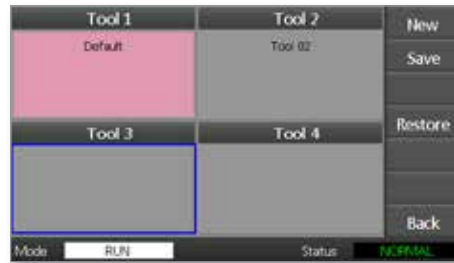 Tool 1
Tool 2
New
Default
Tool 02
Save
Tool 3
Tool 4
Restore
Back
Mode
RUN
Status
NORMAL